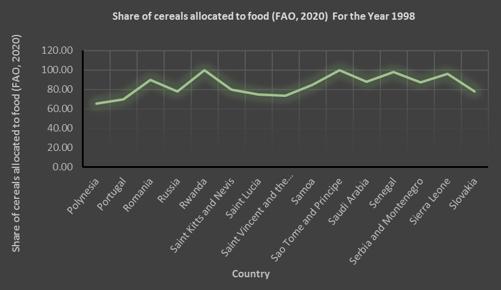 Share of cereals allocated to food (FAO, 2020)  For the Year 1998
Share of cereals allocated to food (FAO, 2020)
120.00
100.00
80.00
60.00
40.00
20.00
0.00
Polynesia
Portugal
Romania
Russia
Rwanda
Saint Kitts and Nevis
Saint Lucia
Saint Vincent and the...
Samoa
Sao Tome and Principe
Saudi Arabia
Senegal
Serbia and Montenegro
Sierra Leone
Slovakia
Country